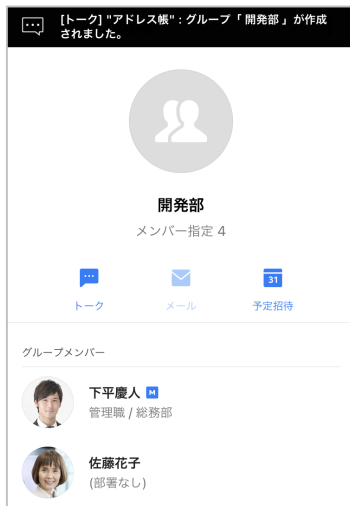 [トーク] "アドレス帳" : グループ「 開発部 」が作成
されました。
開発部
メンバー指定 4
31
トーク
メール
予定招待
グループメンバー
下平慶人 M
管理職 / 総務部
佐藤花子
(部署なし)